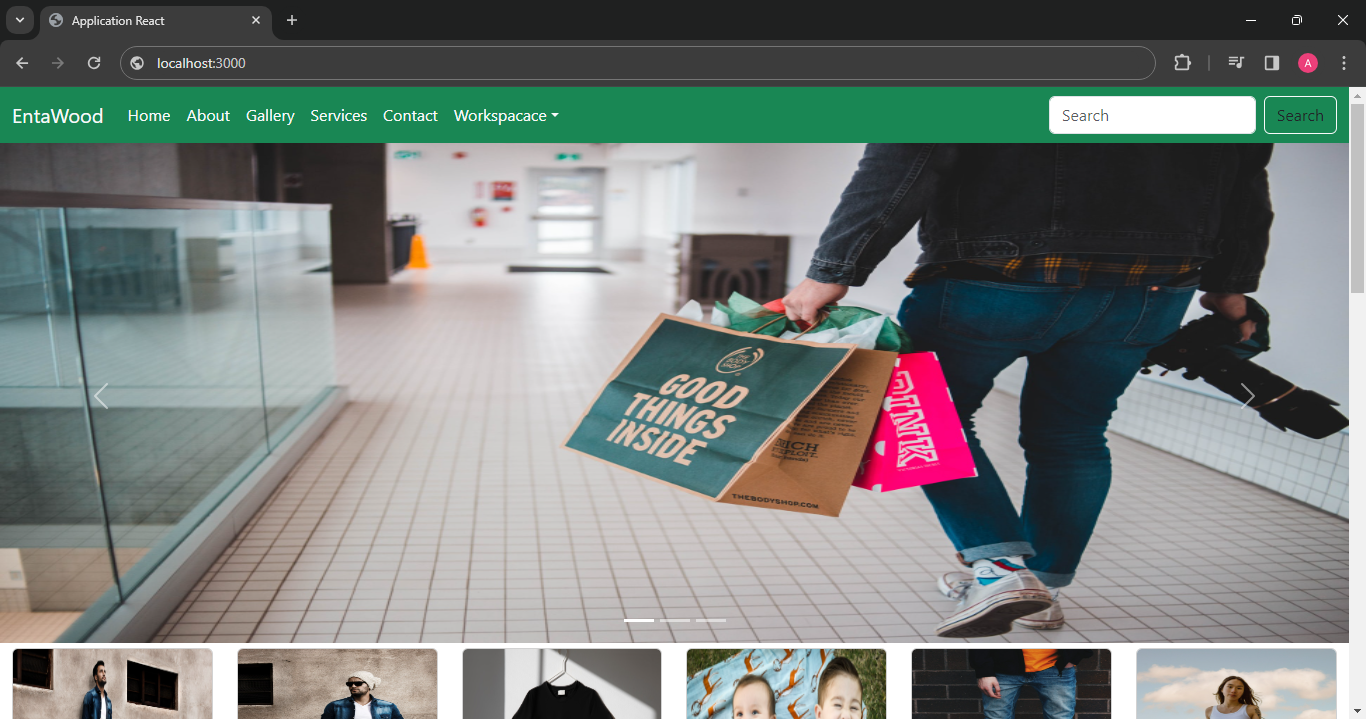 Application React
localhost:3000
A
EntaWood Home About Gallery Services Contact Workspacace Search Search
THE
BODY
SHOP
GOOD
THINGS
INSIDE
PINK
THEBODYSHOP.COM